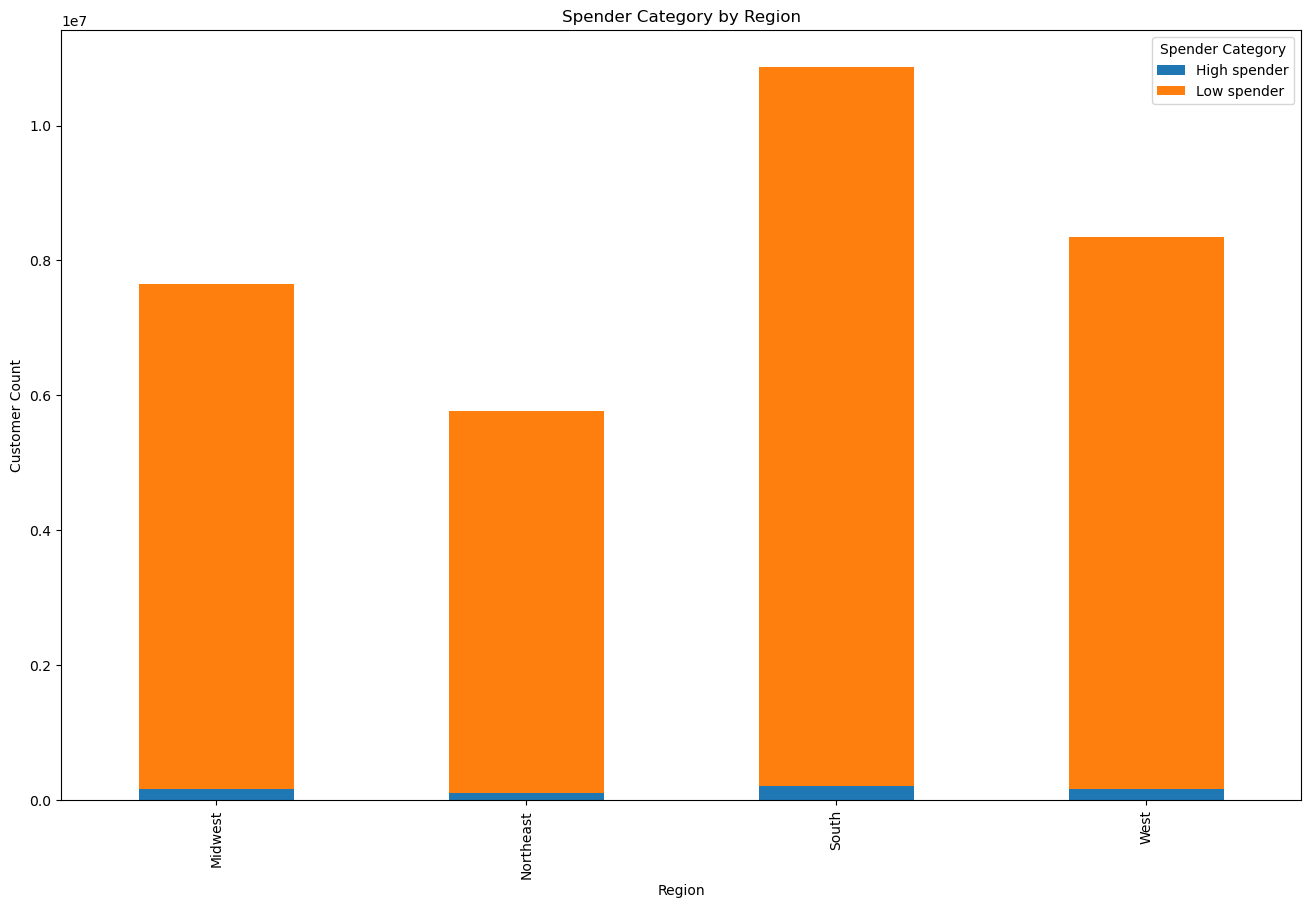 Spender Category by Region
1e7
Spender Category
High spender
Low spender
1.0
0.8
0.6
0.4
0.2
0.0
Customer Count
Midwest
Northeast
South
West
Region